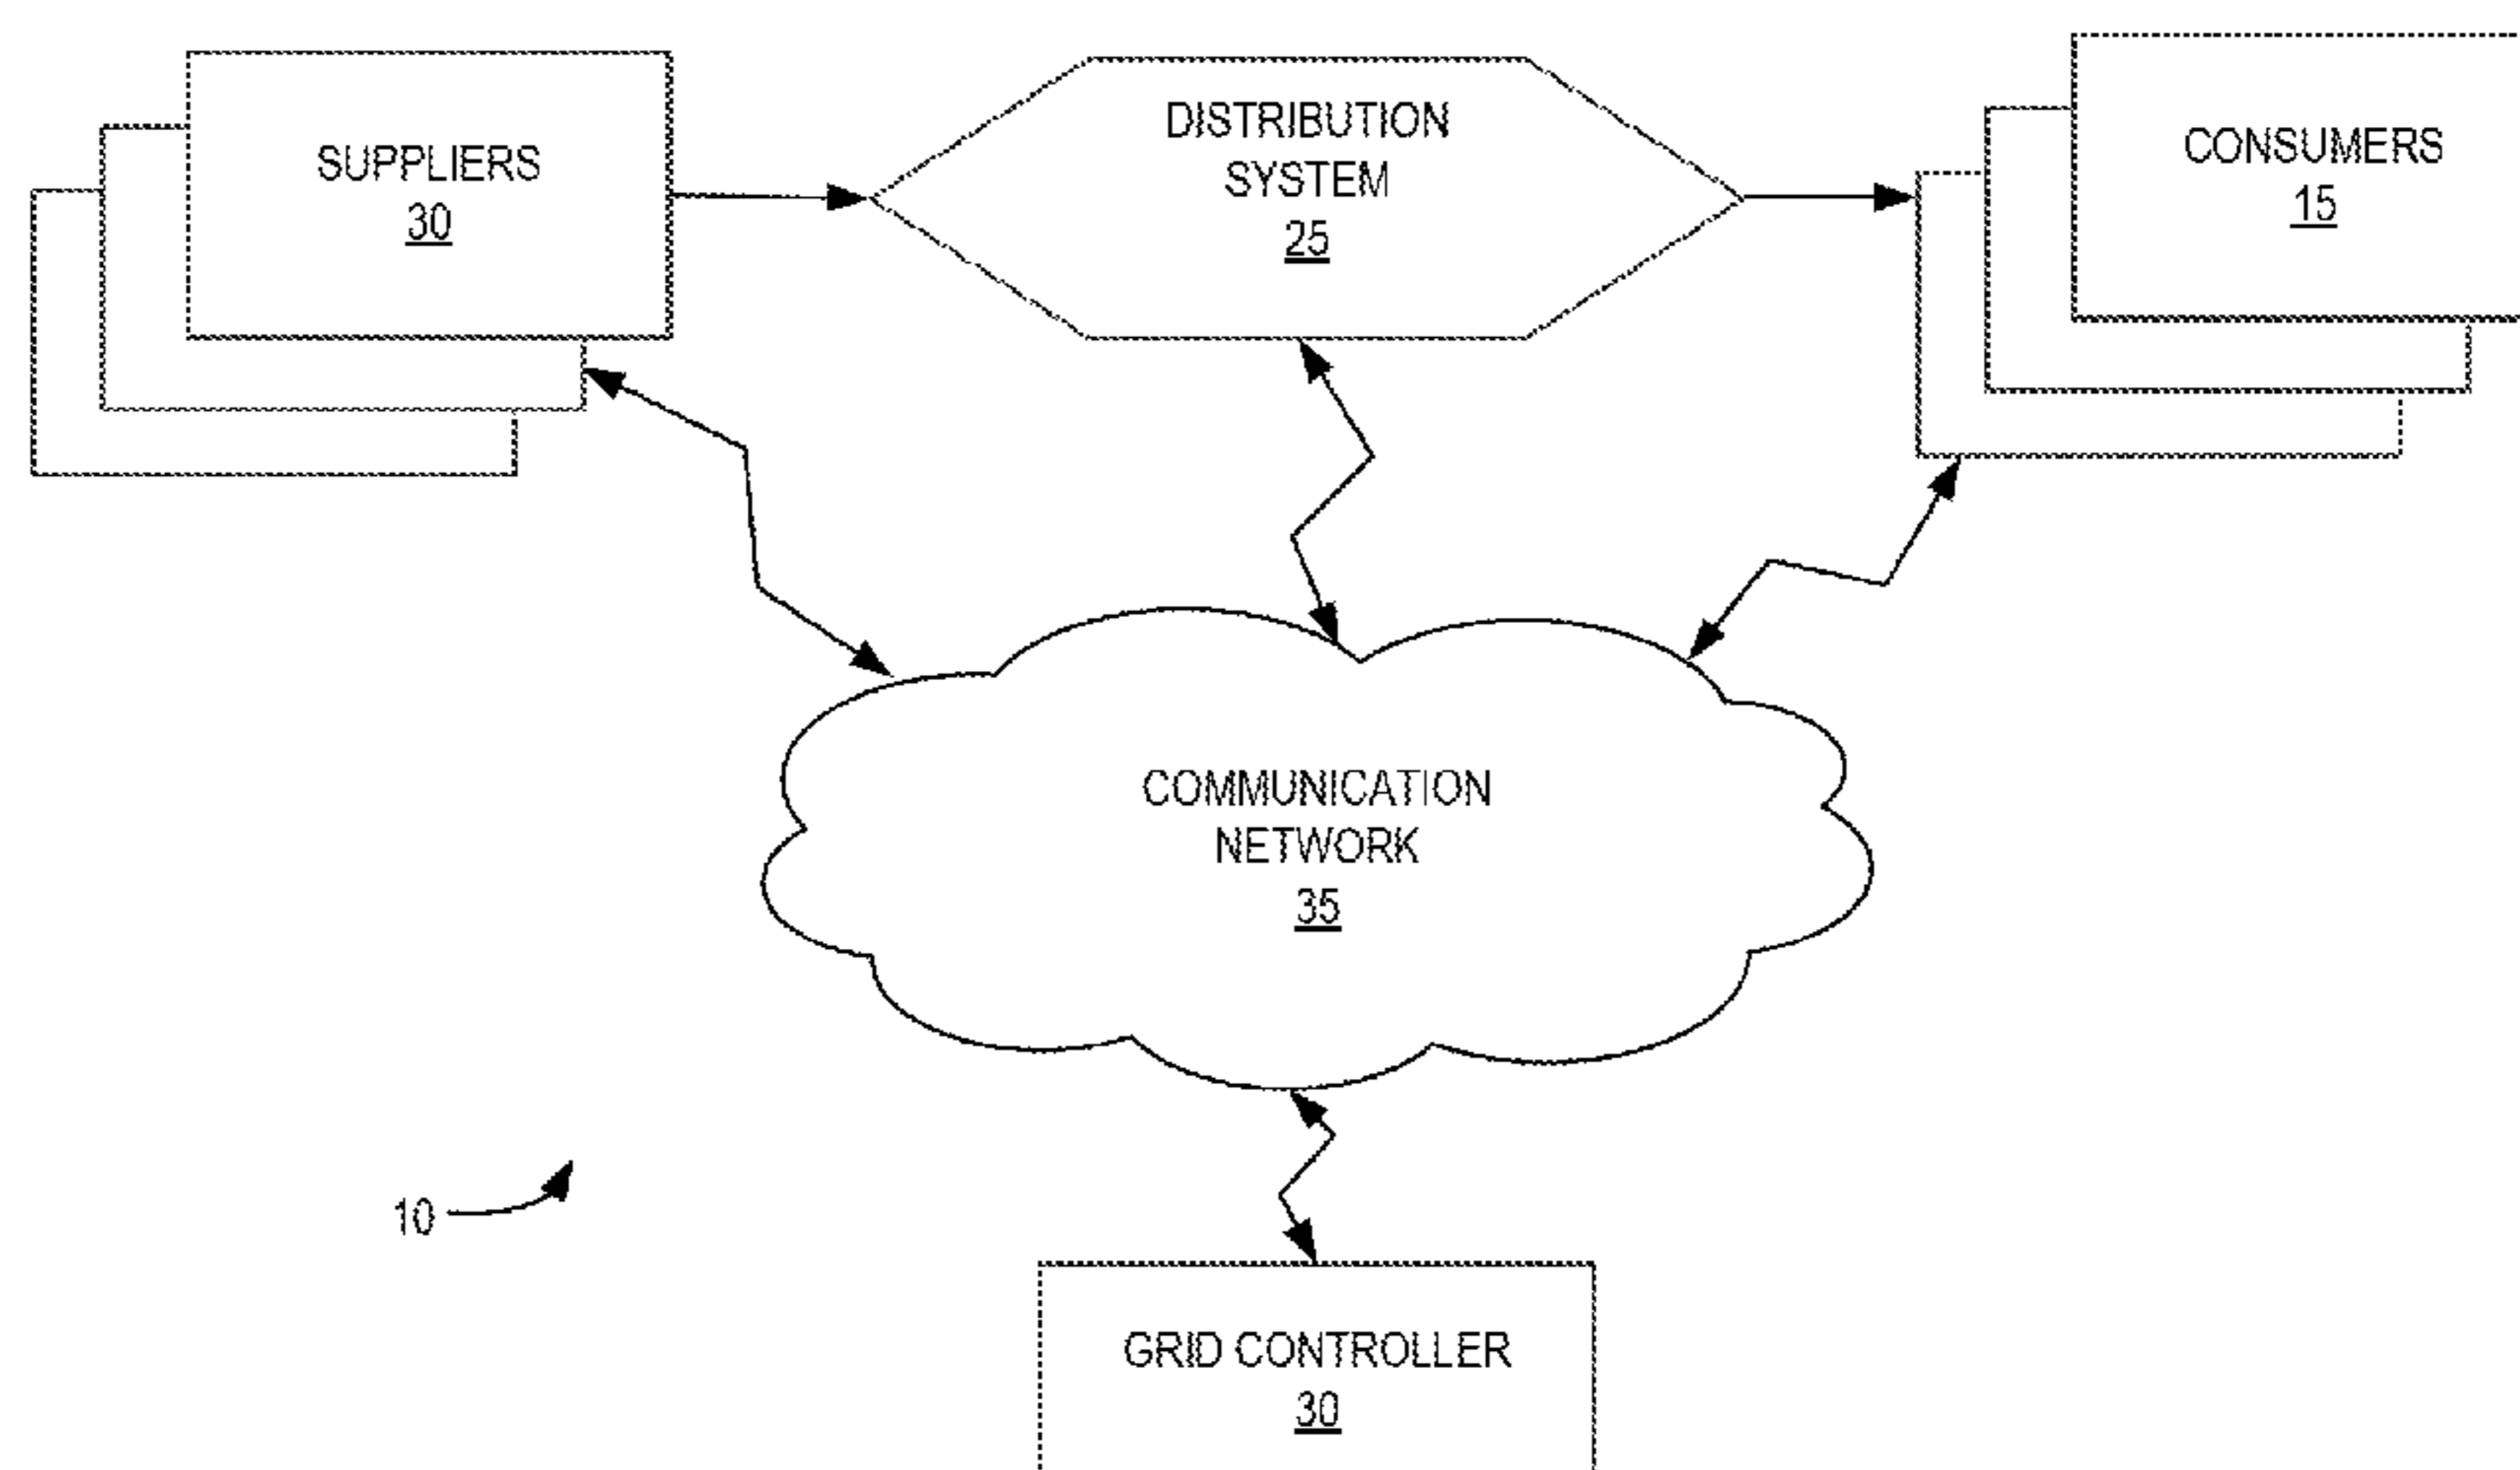 SUPPLIERS
30
DISTRIBUTION
SYSTEM
25
CONSUMERS
15
COMMUNICATION
NETWORK
35
10
GRID CONTROLLER
30